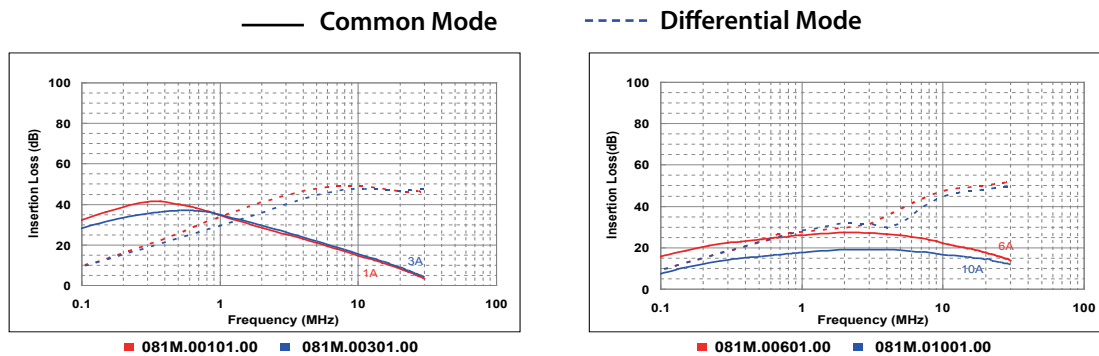 Common Mode
Differential Mode
Insertion Loss(dB)
100
80
60
40
20
0
3A
1A
0.1
1
10
100
Frequency (MHz)
081M.00101.00
081M.00301.00
Insertion Loss(dB)
100
80
60
40
20
0
6A
10A
0.1
1
10
100
Frequency (MHz)
081M.00601.00
081M.01001.00